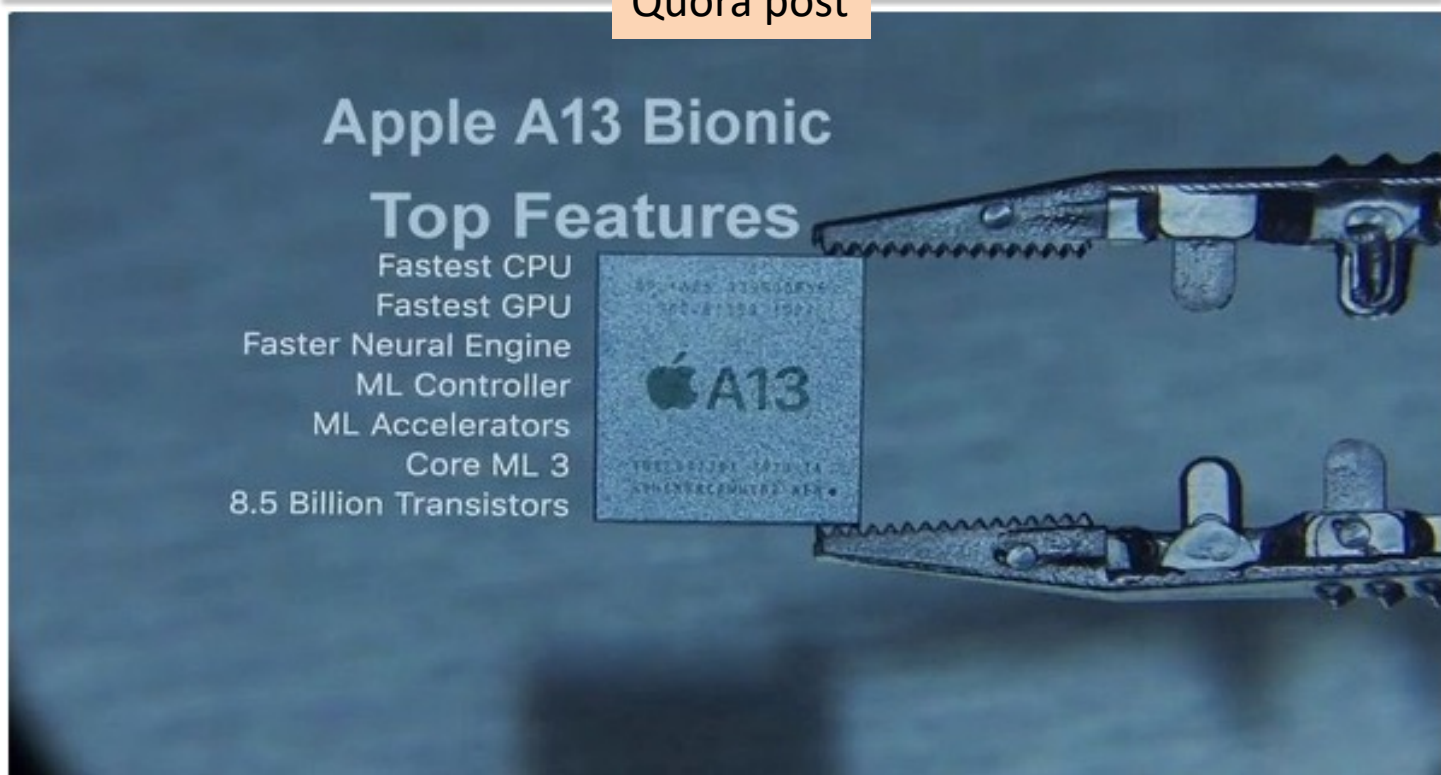 Quora post
Apple A13 Bionic
Top Features
Fastest CPU
Fastest GPU
Faster Neural Engine
ML Controller
ML Accelerators
Core ML 3
8.5 Billion Transistors
A13